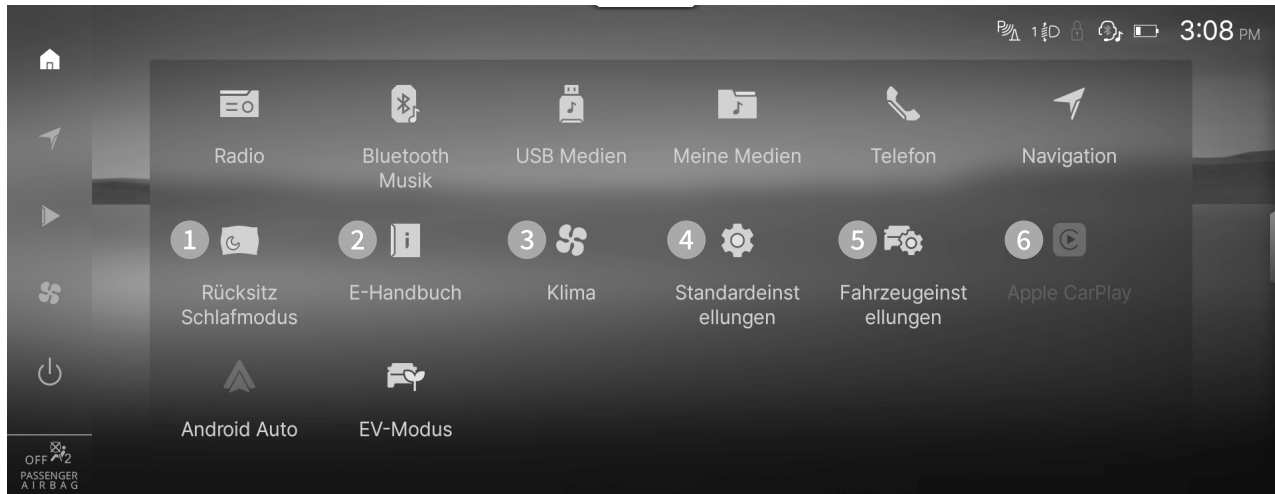 1 3:08 PM
Radio
Bluetooth
Musik
USB Medien
Meine Medien
Telefon
Navigation
1
2
3
4
5
6
Rücksitz
Schlafmodus
E-Handbuch
Klima
Standardeinst
ellungen
Fahrzeugeinst
ellungen
Apple CarPlay
Android Auto
EV-Modus
OFF 2
PASSENGER
AIRBAG